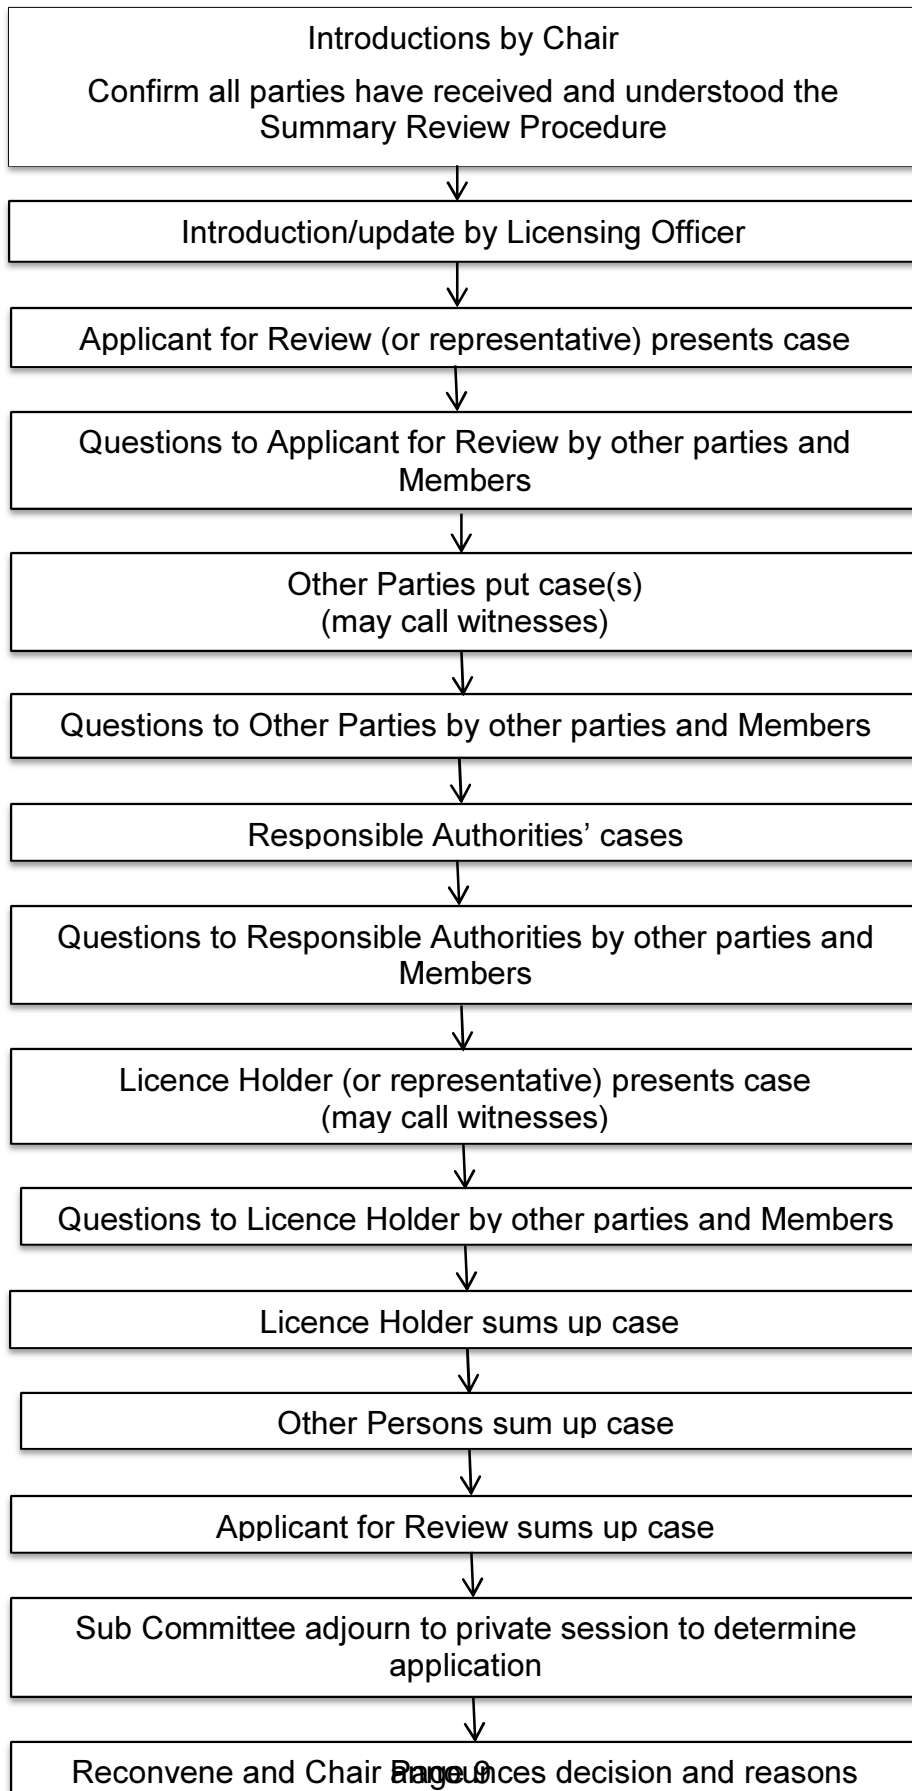 Introductions by Chair
Confirm all parties have received and understood the
Summary Review Procedure
Introduction/update by Licensing Officer
Applicant for Review (or representative) presents case
Questions to Applicant for Review by other parties and
Members
Other Parties put case(s)
(may call witnesses)
Questions to Other Parties by other parties and Members
Responsible Authorities’ cases
Questions to Responsible Authorities by other parties and
Members
Licence Holder (or representative) presents case
(may call witnesses)
Questions to Licence Holder by other parties and Members
Licence Holder sums up case
Other Persons sum up case
Applicant for Review sums up case
Sub Committee adjourn to private session to determine
application
Reconvene and Chair announces decision and reasons
Page 9